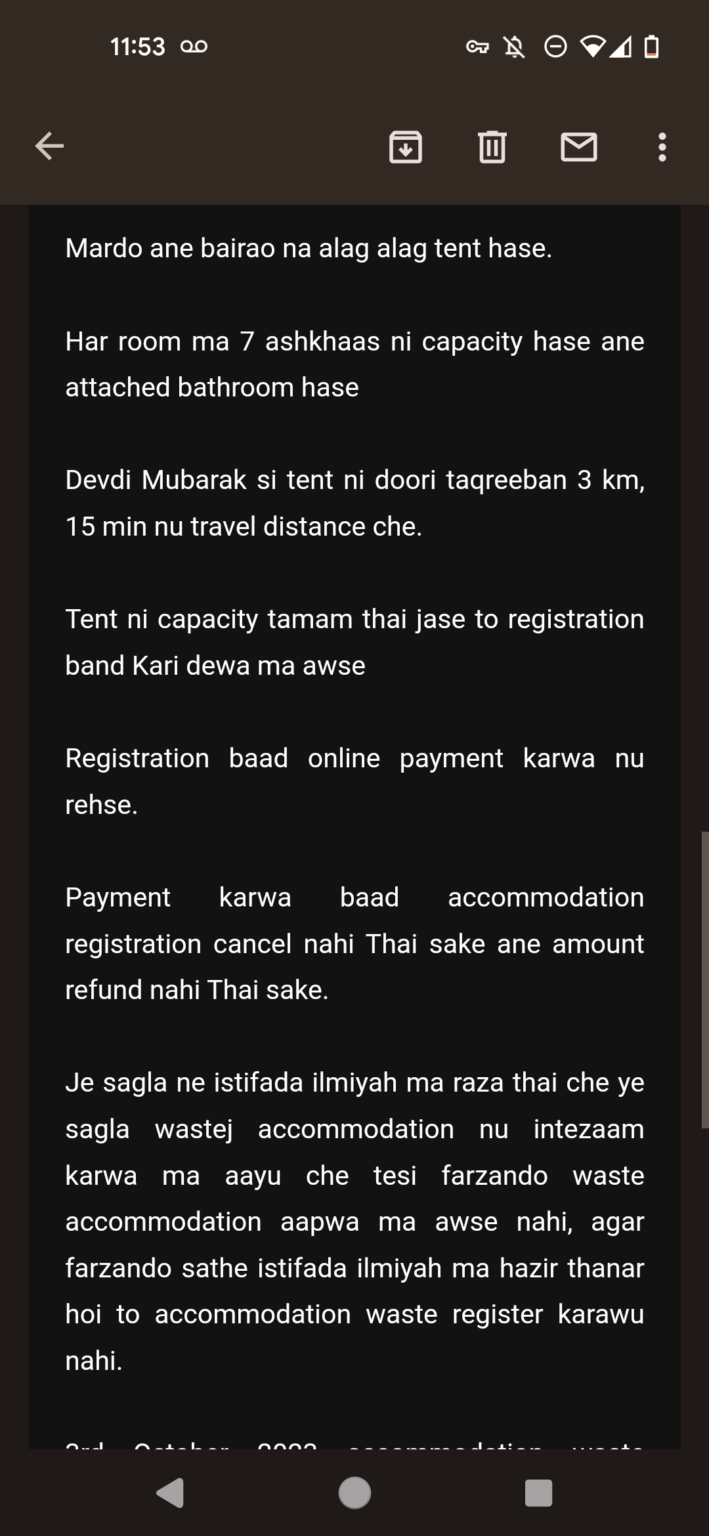 11:53
Mardo ane bairao na alag alag tent hase.
Har room ma 7 ashkhaas ni capacity hase ane
attached bathroom hase
Devdi Mubarak si tent ni doori taqreeban 3 km,
15 min nu travel distance che.
Tent ni capacity tamam thai jase to registration
band Kari dewa ma awse
Registration baad online payment karwa nu
rehse.
Payment karwa baad accommodation
registration cancel nahi Thai sake ane amount
refund nahi Thai sake.
Je sagla ne istifada ilmiyah ma raza thai che ye
sagla wastej accommodation nu intezaam
karwa ma aayu che tesi farzando waste
accommodation aapwa ma awse nahi, agar
farzando sathe istifada ilmiyah ma hazir thanar
hoi to accommodation waste register karawu
nahi.
3rd October accommodation waste